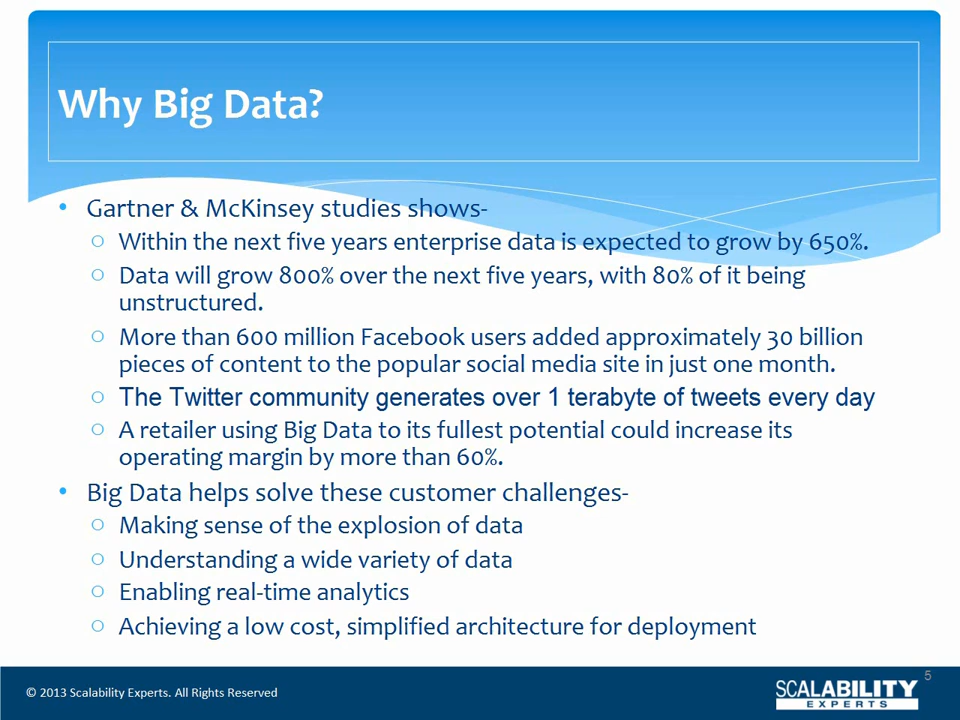 Why Big Data?
• Gartner & McKinsey studies shows-
○ Within the next five years enterprise data is expected to grow by 650%.
○ Data will grow 800% over the next five years, with 80% of it being
unstructured.
○ More than 600 million Facebook users added approximately 30 billion
pieces of content to the popular social media site in just one month.
○ The Twitter community generates over 1 terabyte of tweets every day
○ A retailer using Big Data to its fullest potential could increase its
operating margin by more than 60%.
• Big Data helps solve these customer challenges-
○ Making sense of the explosion of data
○ Understanding a wide variety of data
○ Enabling real-time analytics
○ Achieving a low cost, simplified architecture for deployment
5
© 2013 Scalability Experts. All Rights Reserved
SCALABILITY
EXPERTS